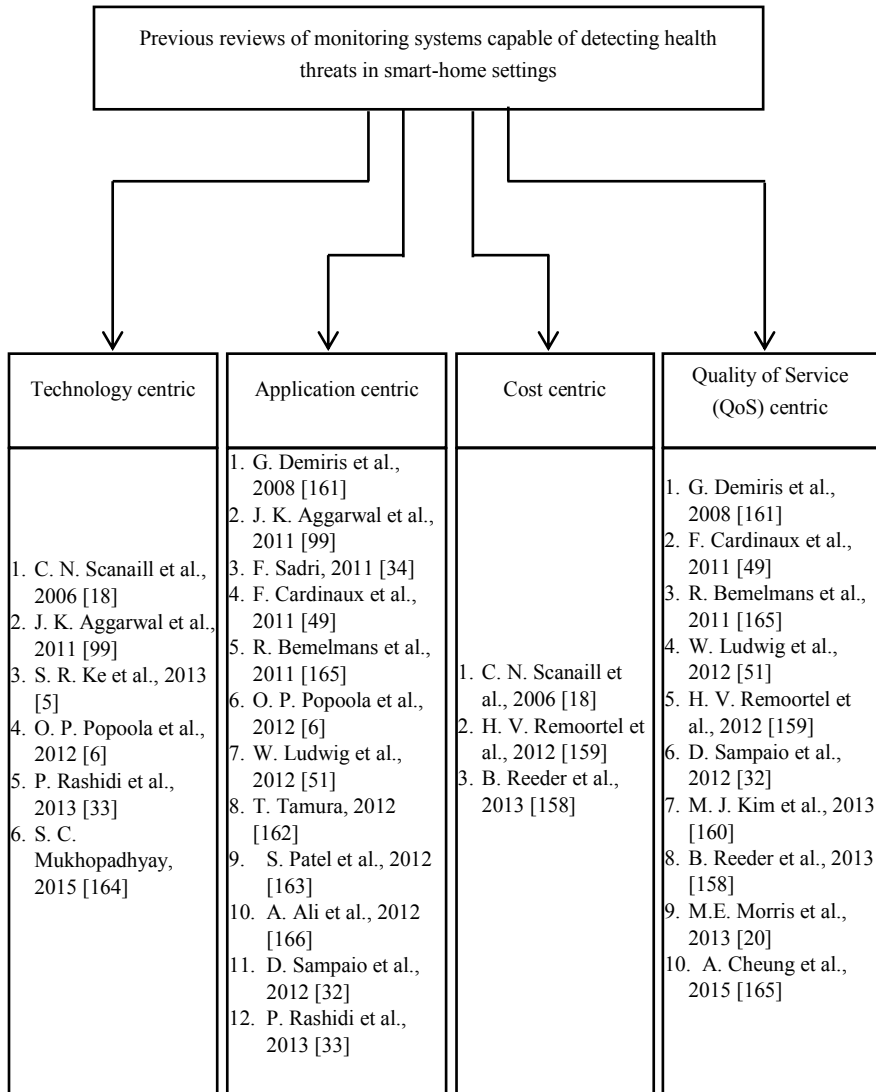 Previous reviews of monitoring systems capable of detecting health
threats in smart-home settings
Technology centric
1. C. N. Scanaill et al.,
2006 [18]
2. J. K. Aggarwal et al.,
2011 [99]
3. S. R. Ke et al., 2013
[5]
4. O. P. Popoola et al.,
2012 [6]
5. P. Rashidi et al.,
2013 [33]
6. S. C.
Mukhopadhyay,
2015 [164]
Application centric
1. G. Demiris et al.,
2008 [161]
2. J. K. Aggarwal et al.,
2011 [99]
3. F. Sadri, 2011 [34]
4. F. Cardinaux et al.,
2011 [49]
5. R. Bemelmans et al.,
2011 [165]
6. O. P. Popoola et al.,
2012 [6]
7. W. Ludwig et al.,
2012 [51]
8. T. Tamura, 2012
[162]
9. S. Patel et al., 2012
[163]
10. A. Ali et al., 2012
[166]
11. D. Sampaio et al.,
2012 [32]
12. P. Rashidi et al.,
2013 [33]
Cost centric
1. C. N. Scanaill et
al., 2006 [18]
2. H. V. Remoortel et
al., 2012 [159]
3. B. Reeder et al.,
2013 [158]
Quality of Service
(QoS) centric
1. G. Demiris et al.,
2008 [161]
2. F. Cardinaux et al.,
2011 [49]
3. R. Bemelmans et al.,
2011 [165]
4. W. Ludwig et al.,
2012 [51]
5. H. V. Remoortel et
al., 2012 [159]
6. D. Sampaio et al.,
2012 [32]
7. M. J. Kim et al., 2013
[160]
8. B. Reeder et al., 2013
[158]
9. M.E. Morris et al.,
2013 [20]
10. A. Cheung et al.,
2015 [165]